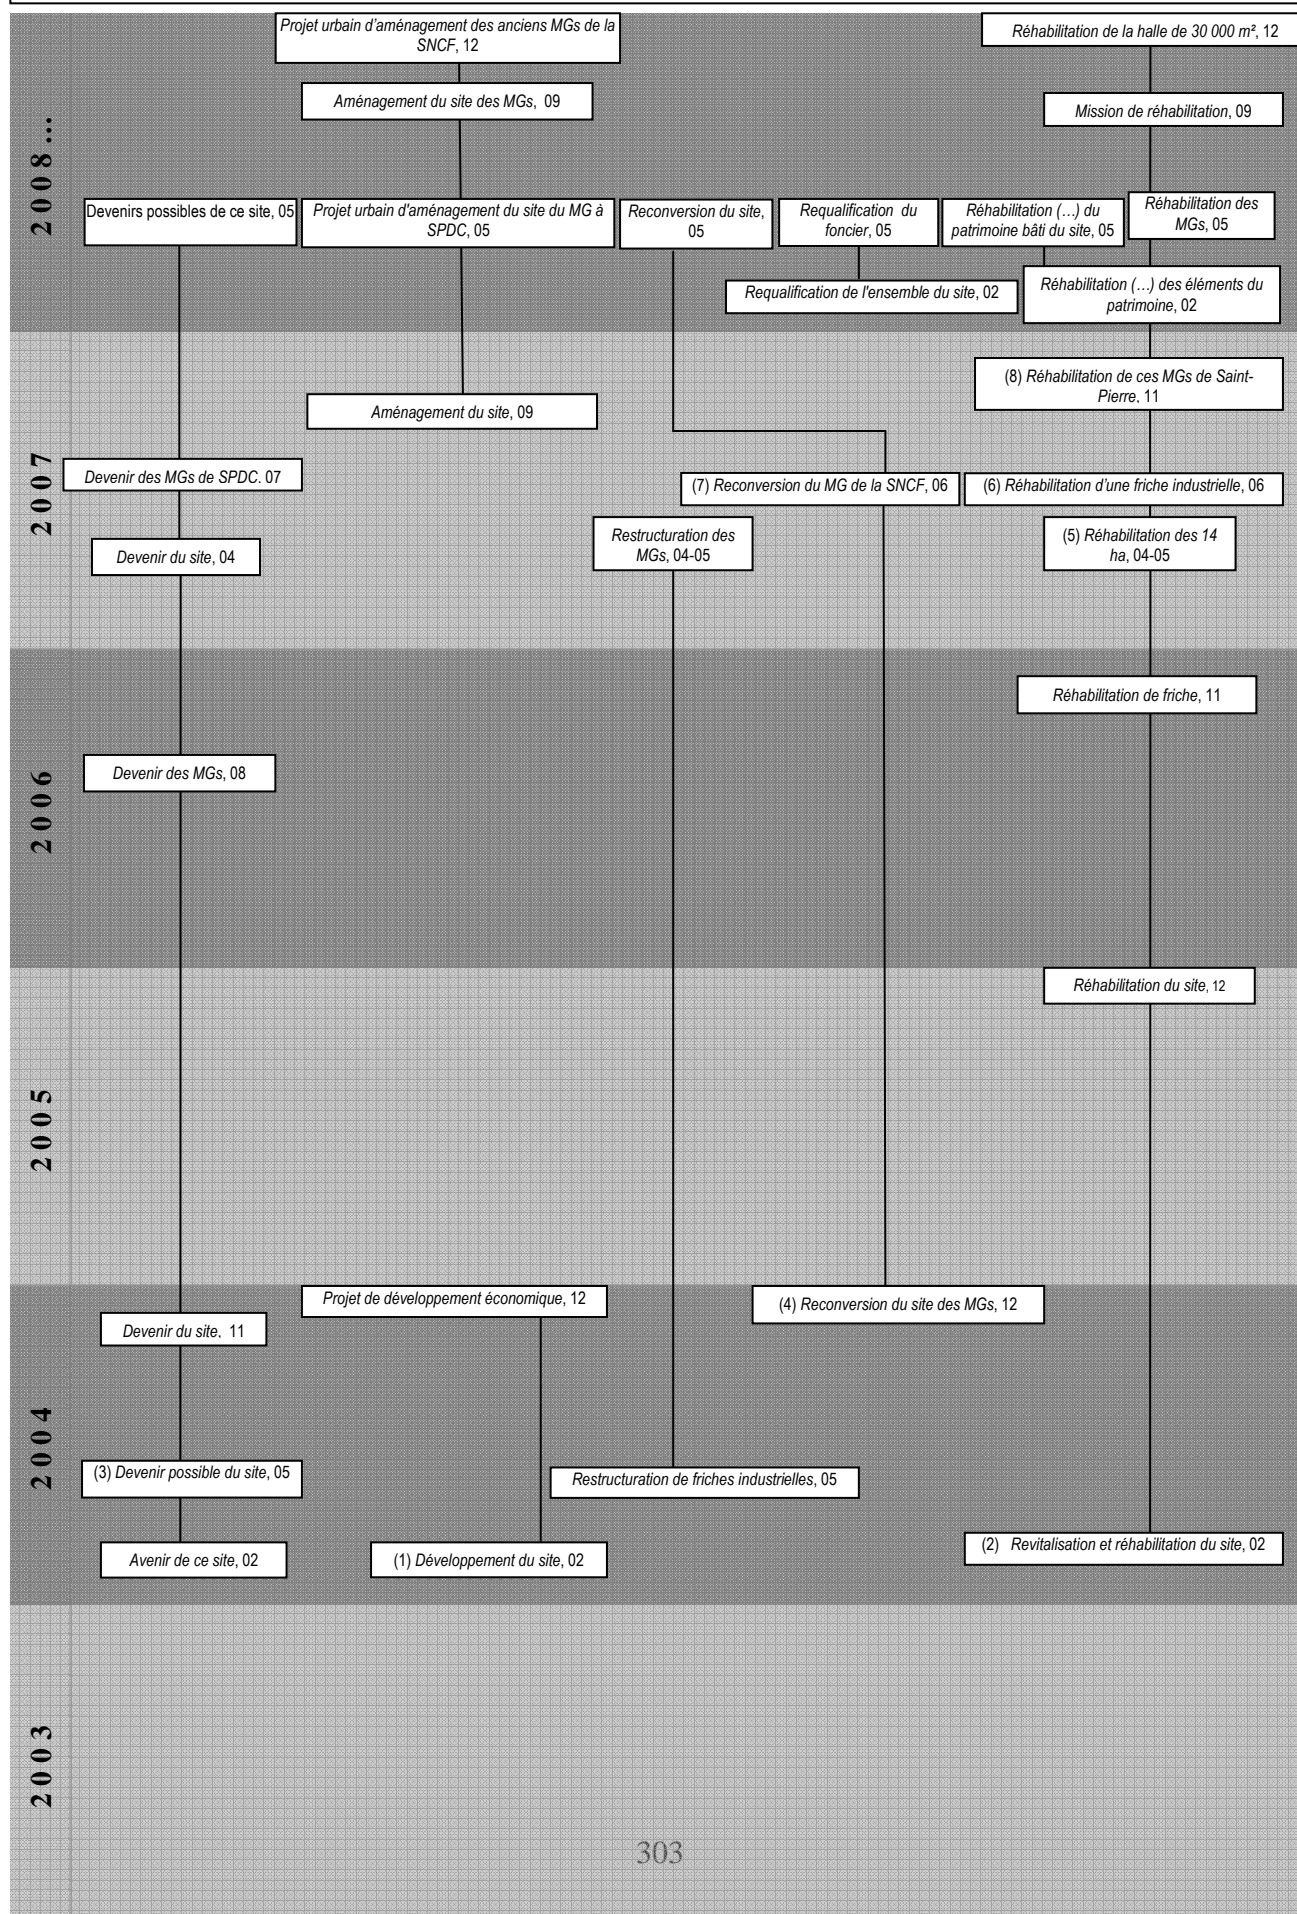 Projet urbain d'aménagement des anciens MGs de la
SNCF, 12
Réhabilitation de la halle de 30 000 m², 12
Aménagement du site des MGs, 09
Mission de réhabilitation, 09
2008...
Devenirs possibles de ce site, 05
Projet urbain d'aménagement du site du MG à
SPDC, 05
Reconversion du site,
05
Requalification du
foncier, 05
Réhabilitation (…) du
patrimoine bâti du site, 05
Réhabilitation des
MGs, 05
Requalification de l'ensemble du site, 02
Réhabilitation (…) des éléments du
patrimoine, 02
(8) Réhabilitation de ces MGs de Saint-
Pierre, 11
Aménagement du site, 09
2007
Devenir des MGs de SPDC. 07
(7) Reconversion du MG de la SNCF, 06
(6) Réhabilitation d'une friche industrielle, 06
Devenir du site, 04
Restructuration des
MGs, 04-05
(5) Réhabilitation des 14
ha, 04-05
Réhabilitation de friche, 11
2006
Devenir des MGs, 08
Réhabilitation du site, 12
2005
Projet de développement économique, 12
(4) Reconversion du site des MGs, 12
Devenir du site, 11
2004
(3) Devenir possible du site, 05
Restructuration de friches industrielles, 05
Avenir de ce site, 02
(1) Développement du site, 02
(2) Revitalisation et réhabilitation du site, 02
2003
303